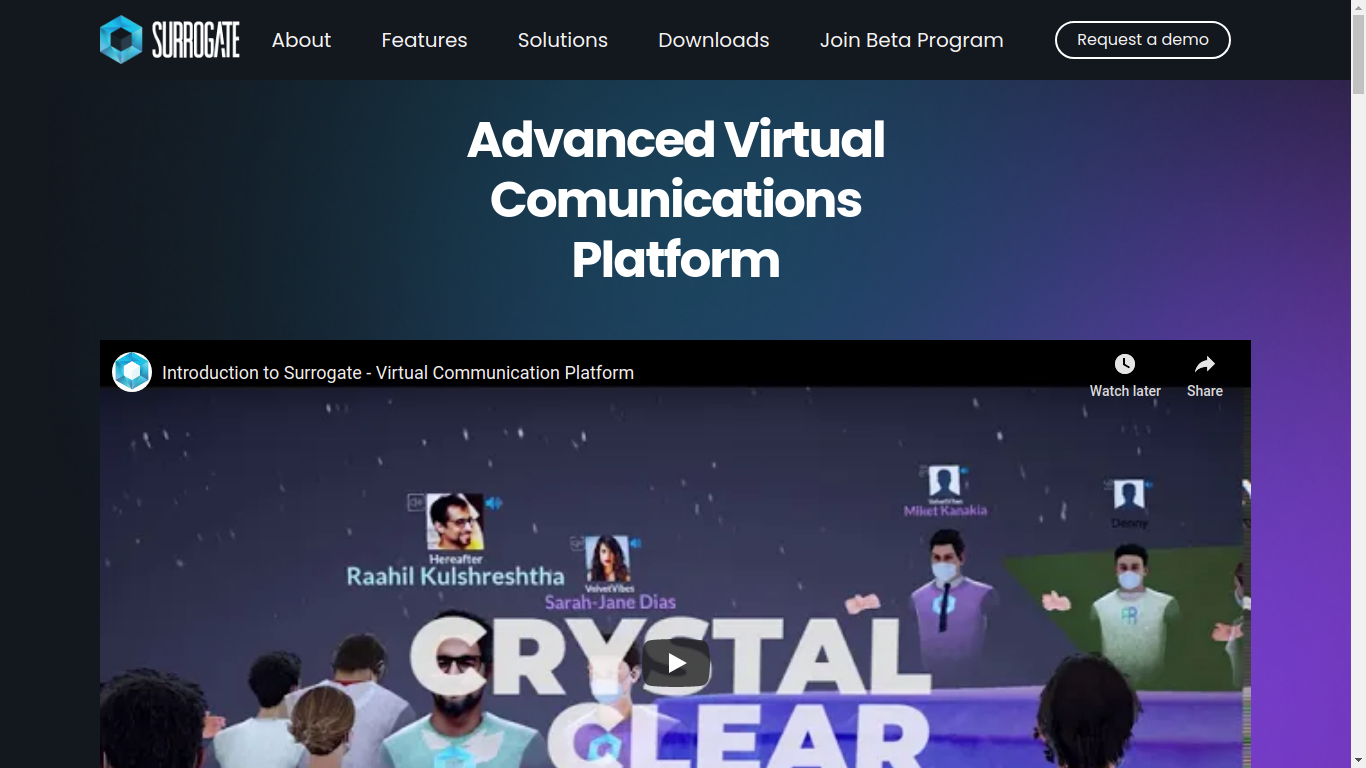 SURROGATE
About
Features
Solutions
Downloads
Join Beta Program
Request a demo
Advanced Virtual
Comunications
Platform
Introduction to Surrogate - Virtual Communication Platform
Watch later
Share
VelvetVibes
Miket Kanakia
Denny
Hereafter
Raahil Kulshreshtha
VelvetVibes
Sarah-Jane Dias
CRYSTAL
CLEAR